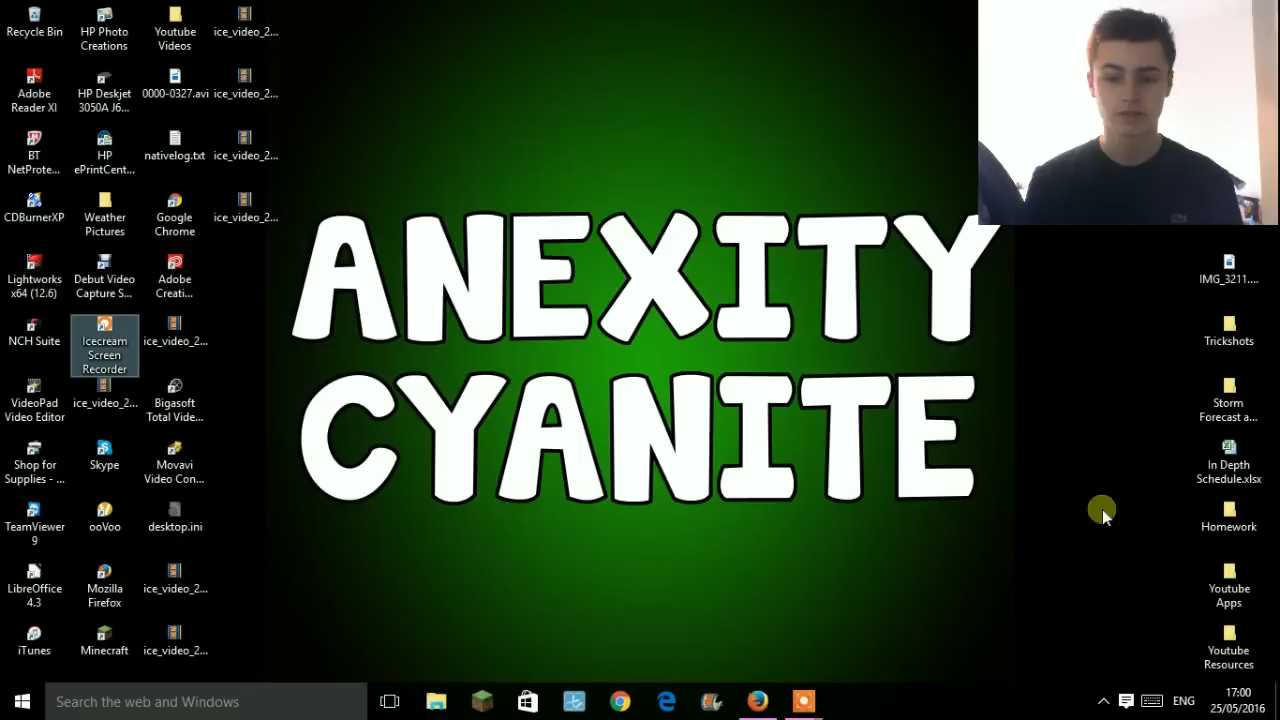 Recycle Bin
HP Photo
Creations
Youtube
Videos
ice_video_2...
Adobe
Reader XI
HP Deskjet
3050A J6...
0000-0327.avi
ice_video_2...
BT
NetProte...
HP
ePrintCent...
nativelog.txt
ice_video_2...
CDBurnerXP
Weather
Pictures
Google
Chrome
ice_video_2...
Lightworks
x64 (12.6)
Debut Video
Capture S...
Adobe
Creati...
NCH Suite
Icecream
Screen
Recorder
ice_video_2...
VideoPad
Video Editor
ice_video_2...
Bigasoft
Total Vide...
Shop for
Supplies - ...
Skype
Movavi
Video Con...
TeamViewer
9
ooVoo
desktop.ini
LibreOffice
4.3
Mozilla
Firefox
ice_video_2...
iTunes
Minecraft
ice_video_2...
ANEXITY
CYANITE
IMG_3211....
Trickshots
Storm
Forecast a...
In Depth
Schedule.xlsx
Homework
Youtube
Apps
Youtube
Resources
Search the web and Windows
ENG
17:00
25/05/2016